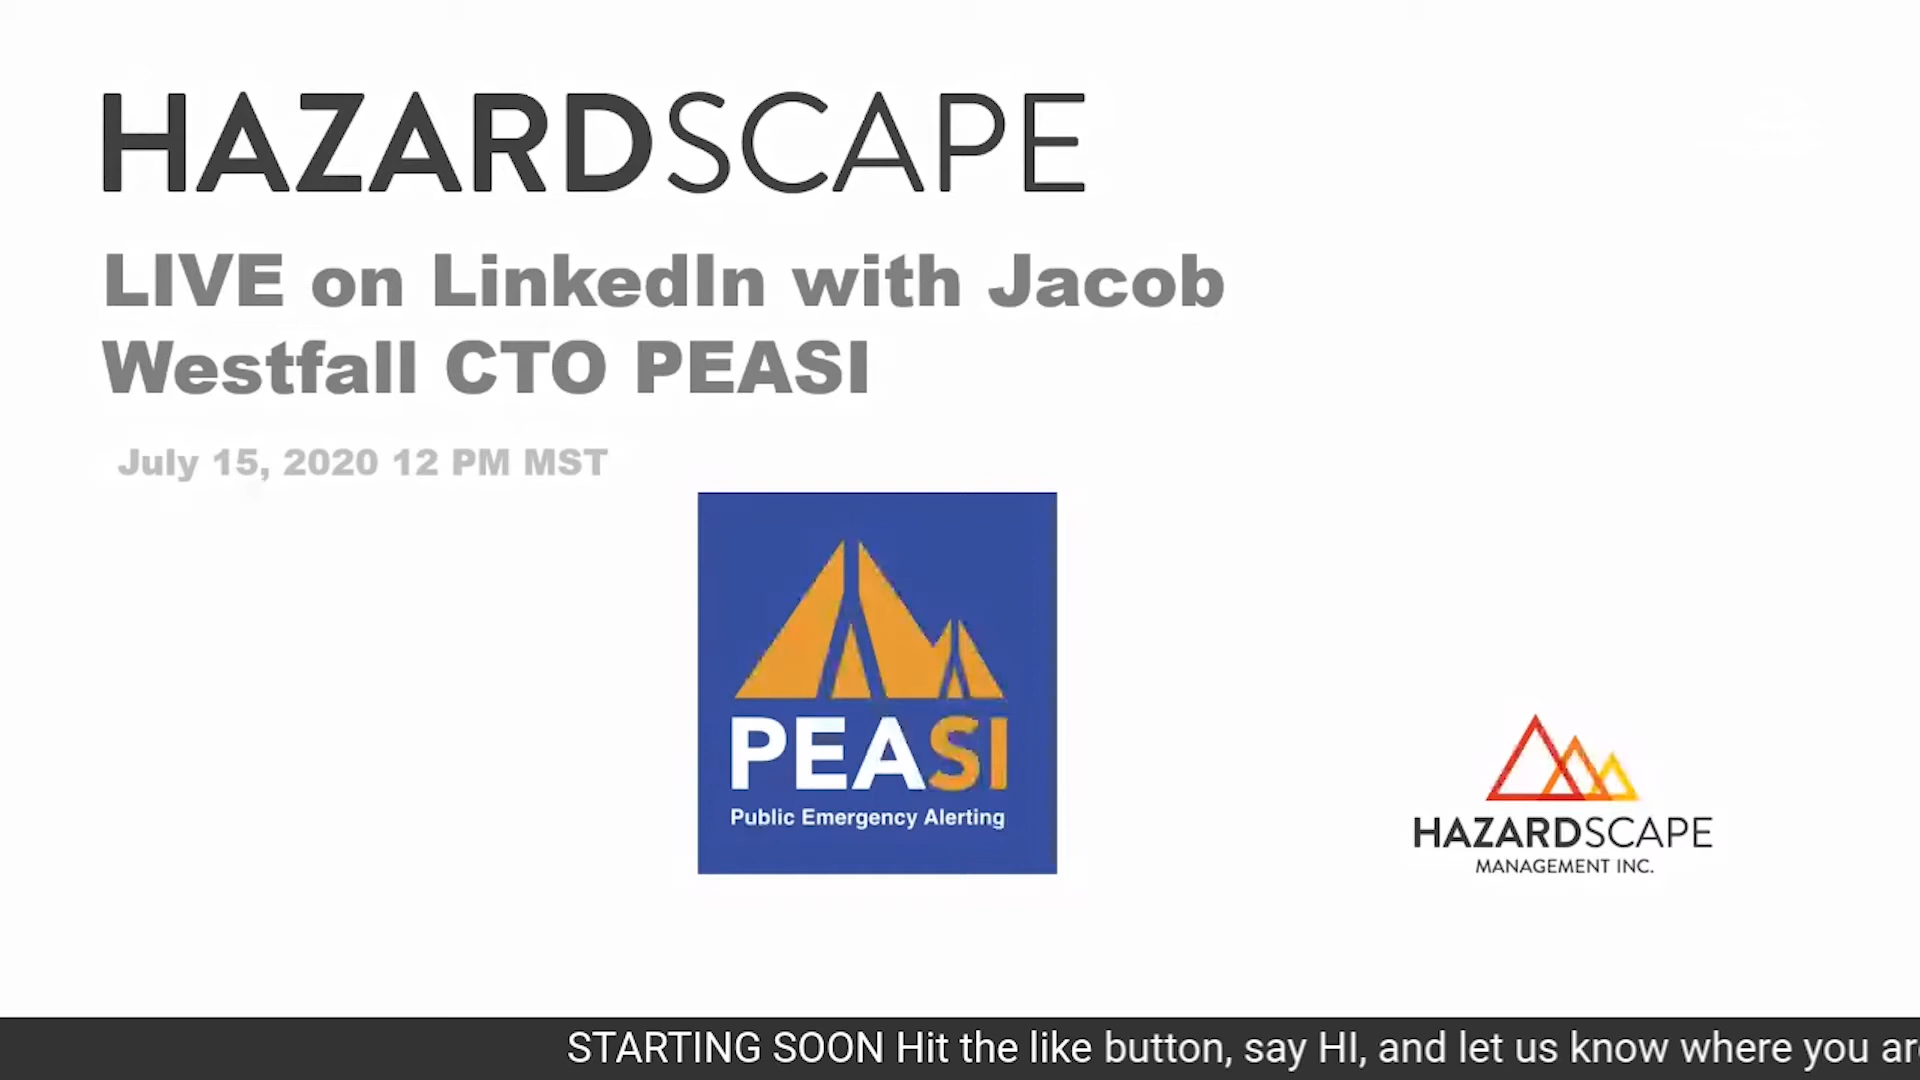 HAZARDSCAPE
LIVE on LinkedIn with Jacob
Westfall CTO PEASI
July 15, 2020 12 PM MST
PEASI
Public Emergency Alerting
HAZARDSCAPE
MANAGEMENT INC.
STARTING SOON Hit the like button, say HI, and let us know where you